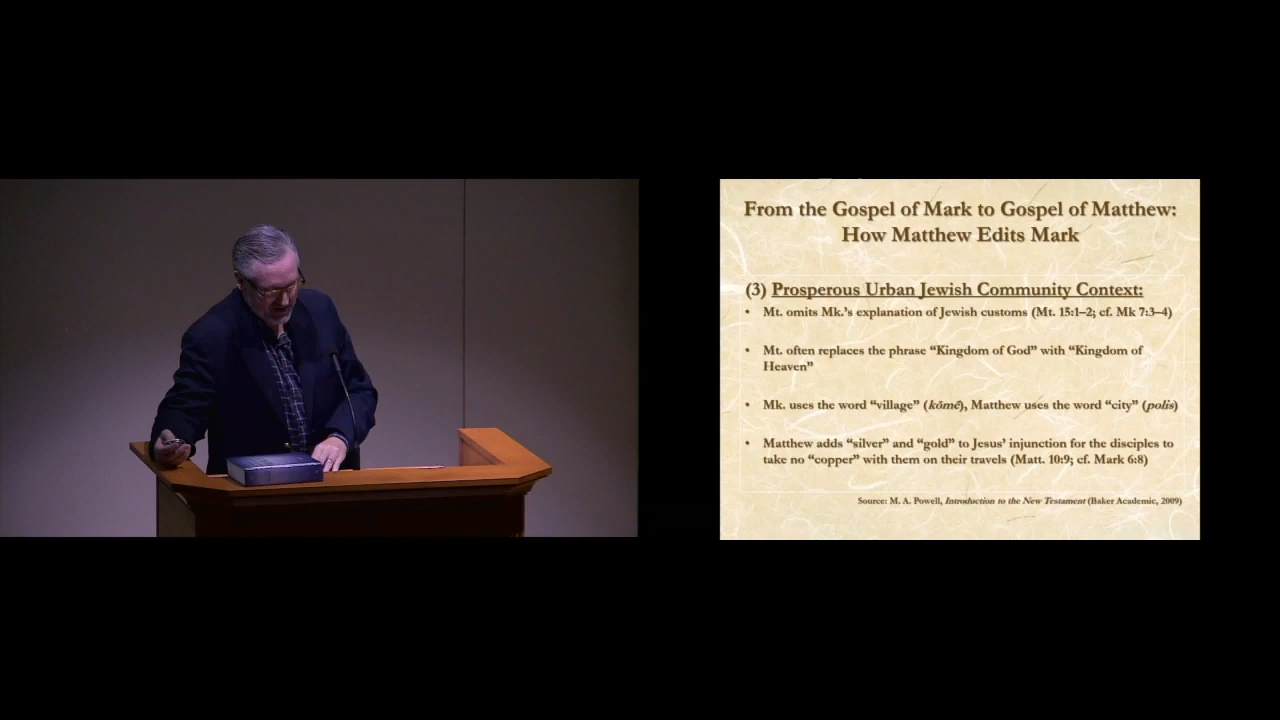 From the Gospel of Mark to Gospel of Matthew:
How Matthew Edits Mark
(3) Prosperous Urban Jewish Community Context:
• Mt. omits Mk.’s explanation of Jewish customs (Mt. 15:1–2; cf. Mk 7:3–4)
• Mt. often replaces the phrase “Kingdom of God” with “Kingdom of
Heaven”
• Mk. uses the word “village” (kōmē), Matthew uses the word “city” (polis)
• Matthew adds “silver” and “gold” to Jesus’ injunction for the disciples to
take no “copper” with them on their travels (Matt. 10:9; cf. Mark 6:8)
Source: M. A. Powell, Introduction to the New Testament (Baker Academic, 2009)